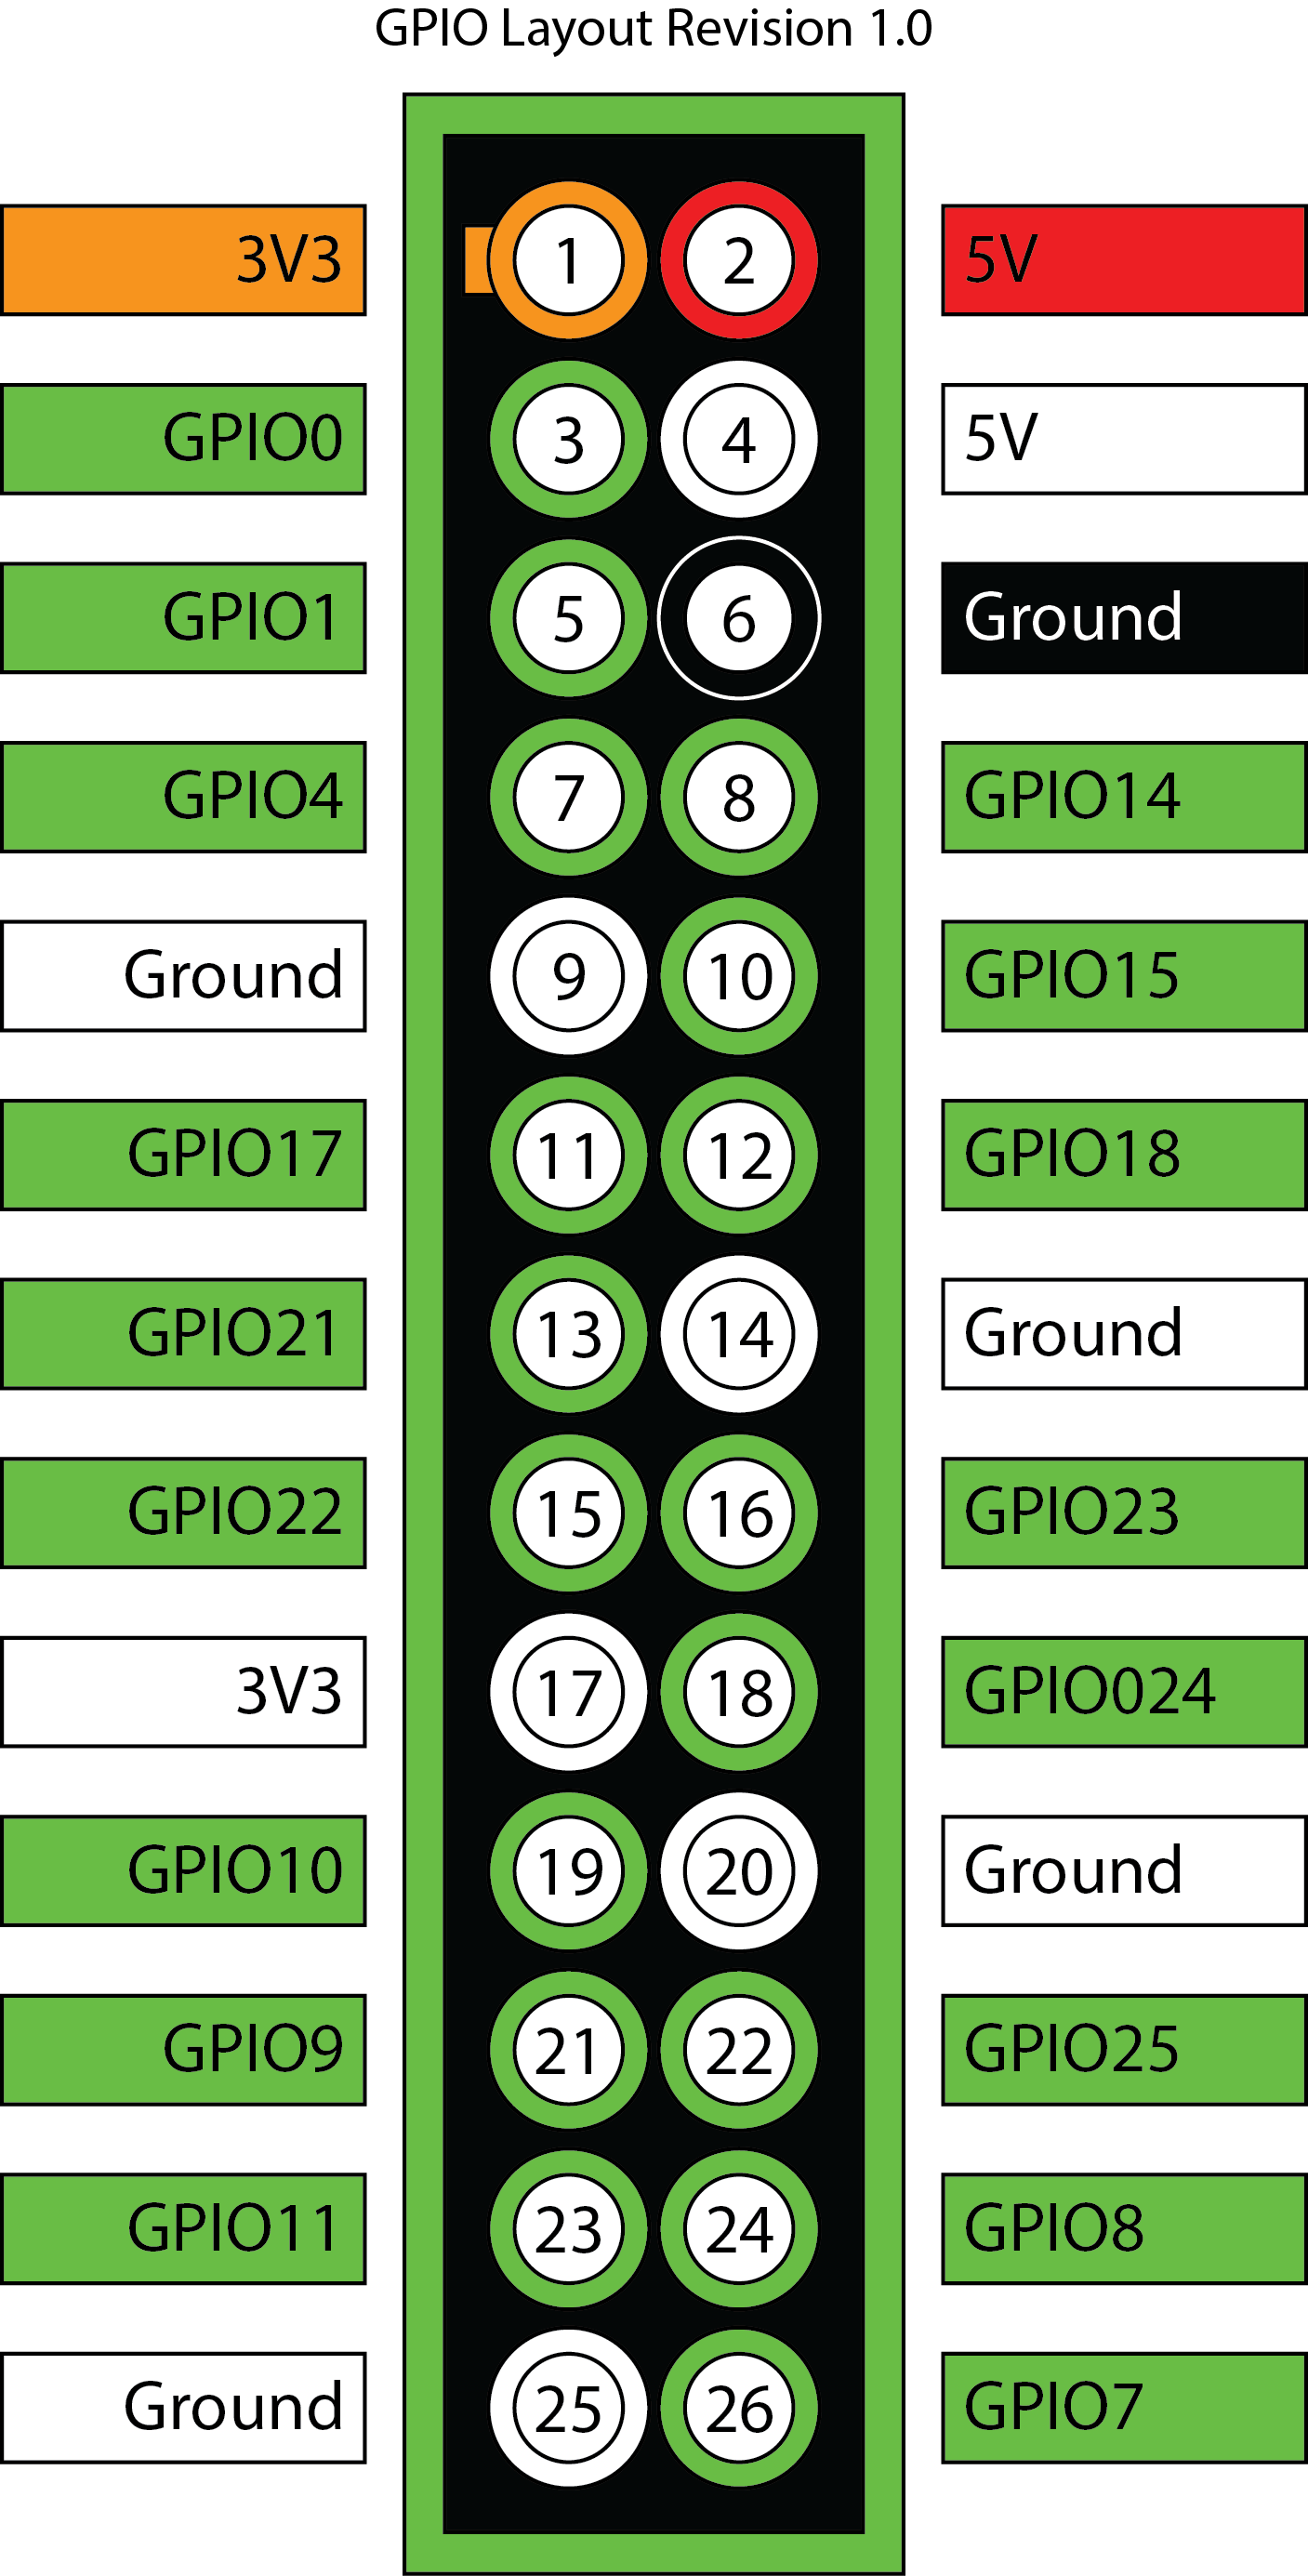 GPIO Layout Revision 1.0
3V3 1 2 5V
GPIO0 3 4 5V
GPIO1 5 6 Ground
GPIO4 7 8 GPIO14
Ground 9 10 GPIO15
GPIO17 11 12 GPIO18
GPIO21 13 14 Ground
GPIO22 15 16 GPIO23
3V3 17 18 GPIO024
GPIO10 19 20 Ground
GPIO9 21 22 GPIO25
GPIO11 23 24 GPIO8
Ground 25 26 GPIO7